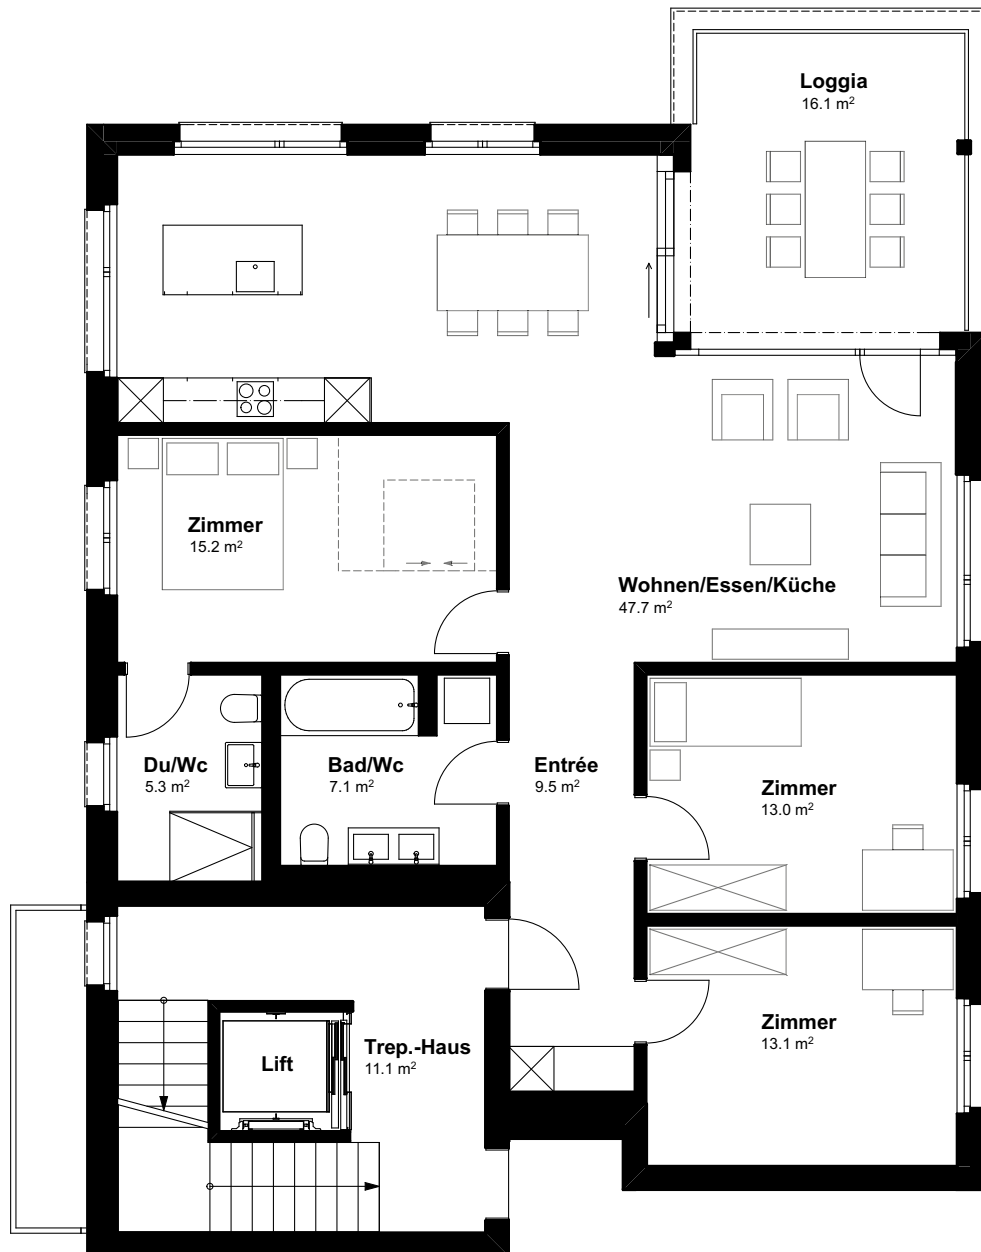 Loggia
16.1 m²
Zimmer
15.2 m²
Wohnen/Essen/Küche
47.7 m²
Du/Wc
5.3 m²
Bad/Wc
7.1 m²
Entrée
9.5 m²
Zimmer
13.0 m²
Zimmer
13.1 m²
Lift
Trep.-Haus
11.1 m²